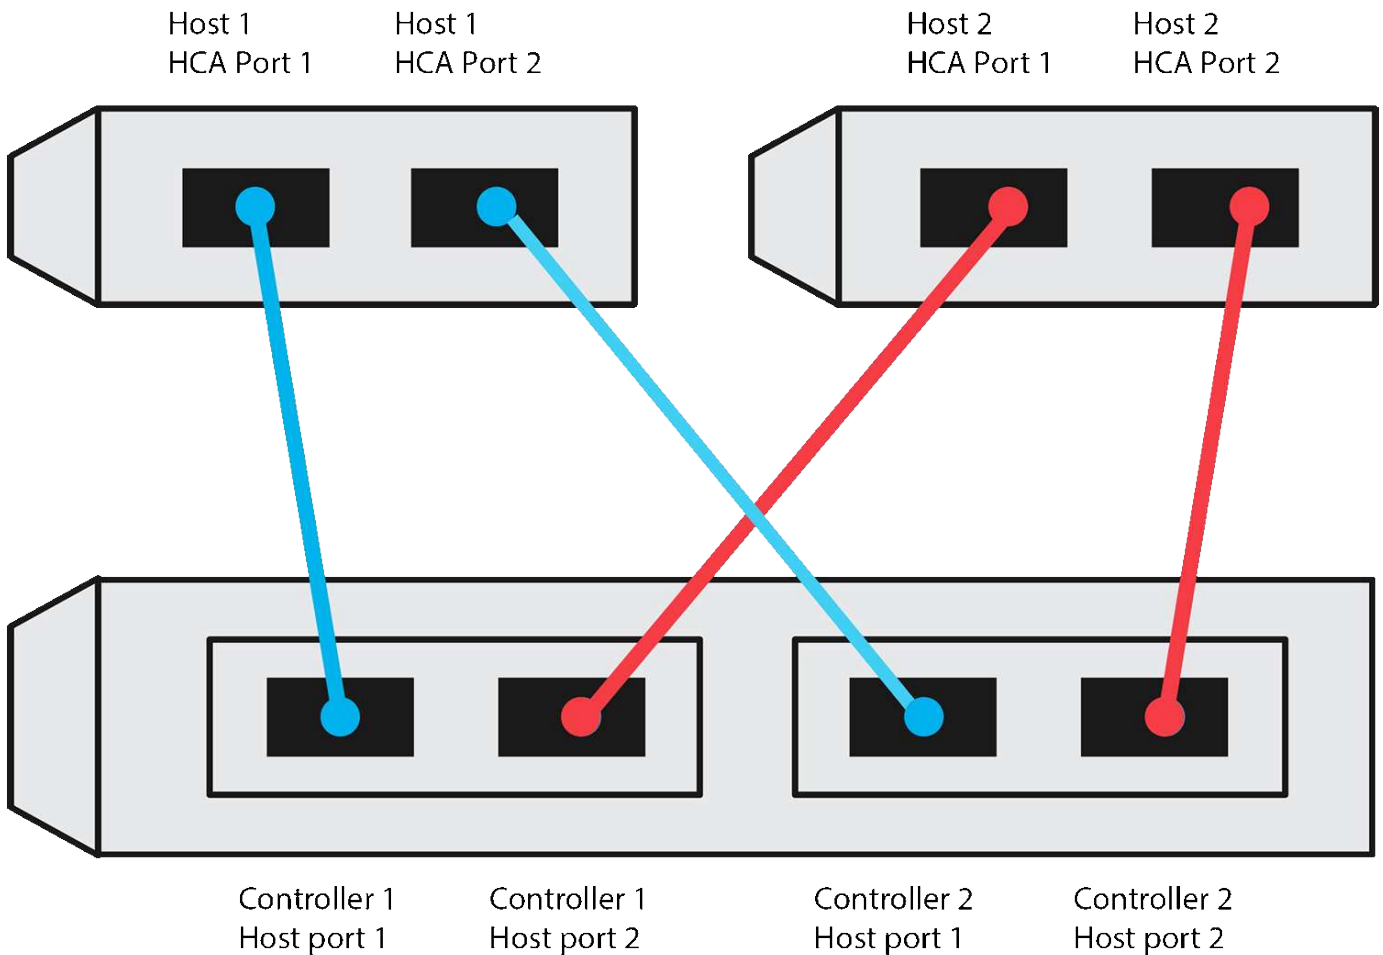 Host 1
HCA Port 1
Host 1
HCA Port 2
Host 2
HCA Port 1
Host 2
HCA Port 2
Controller 1
Host port 1
Controller 1
Host port 2
Controller 2
Host port 1
Controller 2
Host port 2